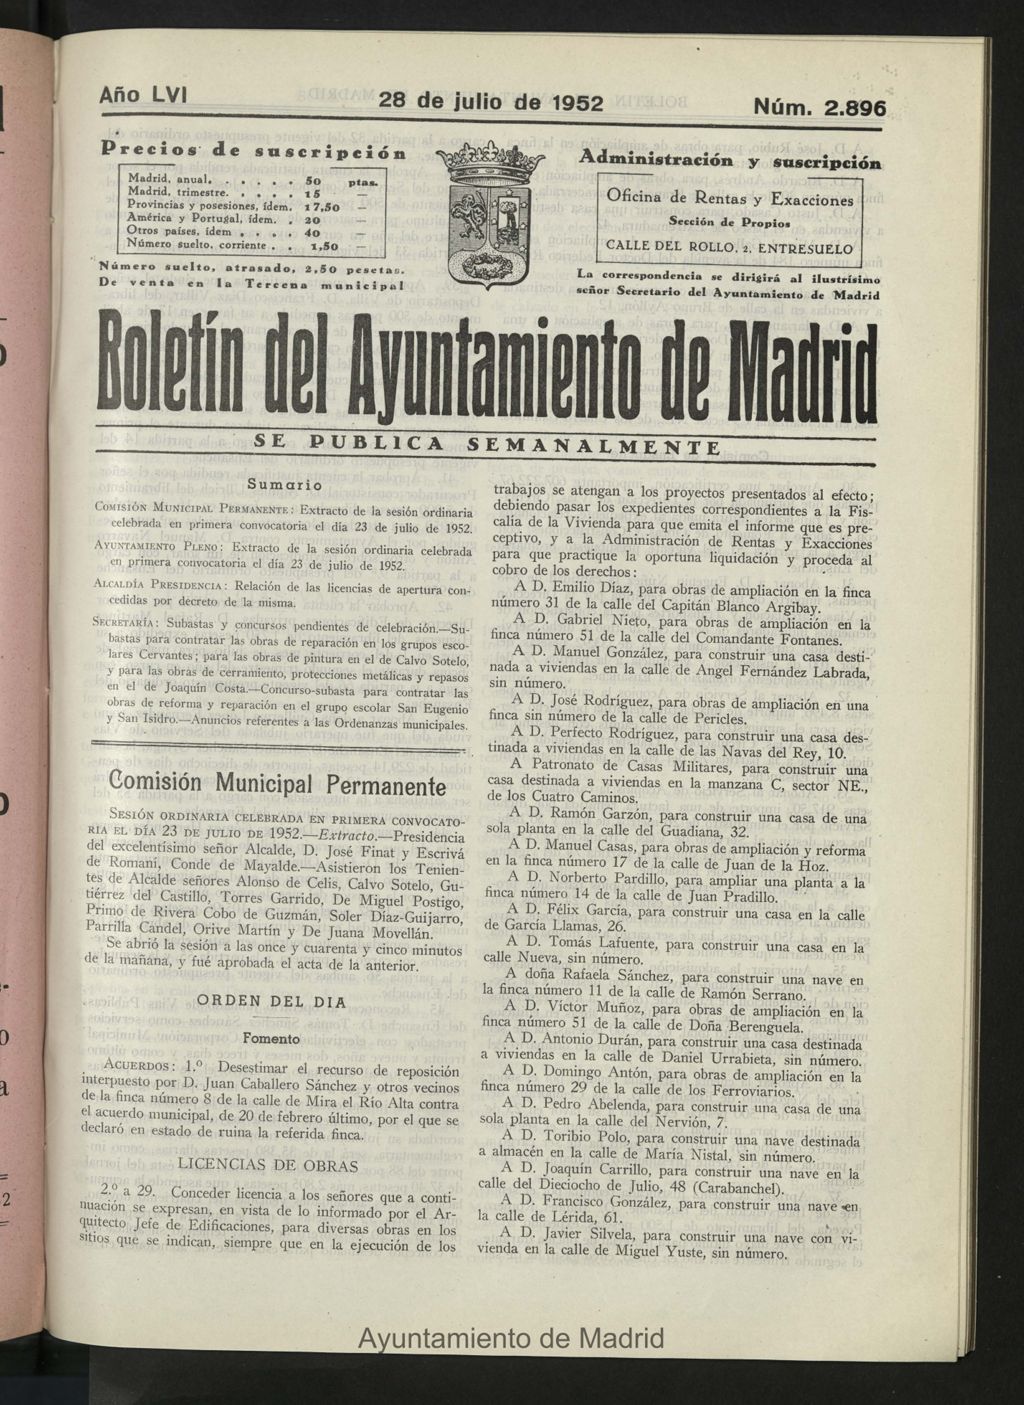 Año LVI
28 de julio de 1952
Núm. 2.896
Precios de suscripción
Madrid, anual, . . . . . 50 ptas.
Madrid, trimestre. . . . . 15 —
Provincias y posesiones, ídem. 17,50 —
América y Portugal, ídem. . 20 —
Otros países, ídem . . . . 40 —
Número suelto, corriente . . 1,50 —
Número suelto, atrasado, 2,50 pesetas.
De venta en la Tercena municipal
Administración y suscripción
Oficina de Rentas y Exacciones
Sección de Propios
CALLE DEL ROLLO, 2, ENTRESUELO
La correspondencia se dirigirá al ilustrísimo
señor Secretario del Ayuntamiento de Madrid
Boletín del Ayuntamiento de Madrid
SE PUBLICA SEMANALMENTE
Sumario
COMISIÓN MUNICIPAL PERMANENTE: Extracto de la sesión ordinaria
celebrada en primera convocatoria el día 23 de julio de 1952.
AYUNTAMIENTO PLENO: Extracto de la sesión ordinaria celebrada
en primera convocatoria el día 23 de julio de 1952.
ALCALDÍA PRESIDENCIA: Relación de las licencias de apertura con-
cedidas por decreto de la misma.
SECRETARÍA: Subastas y concursos pendientes de celebración.—Su-
bastas para contratar las obras de reparación en los grupos esco-
lares Cervantes; para las obras de pintura en el de Calvo Sotelo,
y para las obras de cerramiento, protecciones metálicas y repasos
en el de Joaquín Costa.—Concurso-subasta para contratar las
obras de reforma y reparación en el grupo escolar San Eugenio
y San Isidro.—Anuncios referentes a las Ordenanzas municipales.
Comisión Municipal Permanente
SESIÓN ORDINARIA CELEBRADA EN PRIMERA CONVOCATO-
RIA EL DÍA 23 DE JULIO DE 1952.—Extracto.—Presidencia
del excelentísimo señor Alcalde, D. José Finat y Escrivá
de Romaní, Conde de Mayalde.—Asistieron los Tenien-
tes de Alcalde señores Alonso de Celis, Calvo Sotelo, Gu-
tiérrez del Castillo, Torres Garrido, De Miguel Postigo,
Primo de Rivera Cobo de Guzmán, Soler Díaz-Guijarro,
Parrilla Candel, Orive Martín y De Juana Movellán.
Se abrió la sesión a las once y cuarenta y cinco minutos
de la mañana, y fué aprobada el acta de la anterior.
ORDEN DEL DIA
Fomento
ACUERDOS: 1.º Desestimar el recurso de reposición
interpuesto por D. Juan Caballero Sánchez y otros vecinos
de la finca número 8 de la calle de Mira el Río Alta contra
el acuerdo municipal, de 20 de febrero último, por el que se
declaró en estado de ruina la referida finca.
LICENCIAS DE OBRAS
2.º a 29. Conceder licencia a los señores que a conti-
nuación se expresan, en vista de lo informado por el Ar-
quitecto Jefe de Edificaciones, para diversas obras en los
sitios que se indican, siempre que en la ejecución de los
trabajos se atengan a los proyectos presentados al efecto;
debiendo pasar los expedientes correspondientes a la Fis-
calía de la Vivienda para que emita el informe que es pre-
ceptivo, y a la Administración de Rentas y Exacciones
para que practique la oportuna liquidación y proceda al
cobro de los derechos:
A D. Emilio Díaz, para obras de ampliación en la finca
número 31 de la calle del Capitán Blanco Argibay.
A D. Gabriel Nieto, para obras de ampliación en la
finca número 51 de la calle del Comandante Fontanes.
A D. Manuel González, para construir una casa desti-
nada a viviendas en la calle de Angel Fernández Labrada,
sin número.
A D. José Rodríguez, para obras de ampliación en una
finca sin número de la calle de Pericles.
A D. Perfecto Rodríguez, para construir una casa des-
tinada a viviendas en la calle de las Navas del Rey, 10.
A Patronato de Casas Militares, para construir una
casa destinada a viviendas en la manzana C, sector NE.,
de los Cuatro Caminos.
A D. Ramón Garzón, para construir una casa de una
sola planta en la calle del Guadiana, 32.
A D. Manuel Casas, para obras de ampliación y reforma
en la finca número 17 de la calle de Juan de la Hoz.
A D. Norberto Pardillo, para ampliar una planta a la
finca número 14 de la calle de Juan Pradillo.
A D. Félix García, para construir una casa en la calle
de García Llamas, 26.
A D. Tomás Lafuente, para construir una casa en la
calle Nueva, sin número.
A doña Rafaela Sánchez, para construir una nave en
la finca número 11 de la calle de Ramón Serrano.
A D. Víctor Muñoz, para obras de ampliación en la
finca número 51 de la calle de Doña Berenguela.
A D. Antonio Durán, para construir una casa destinada
a viviendas en la calle de Daniel Urrabieta, sin número.
A D. Domingo Antón, para obras de ampliación en la
finca número 29 de la calle de los Ferroviarios.
A D. Pedro Abelenda, para construir una casa de una
sola planta en la calle del Nervión, 7.
A D. Toribio Polo, para construir una nave destinada
a almacén en la calle de María Nistal, sin número.
A D. Joaquín Carrillo, para construir una nave en la
calle del Dieciocho de Julio, 48 (Carabanchel).
A D. Francisco González, para construir una nave en
la calle de Lérida, 61.
A D. Javier Silvela, para construir una nave con vi-
vienda en la calle de Miguel Yuste, sin número.
Ayuntamiento de Madrid